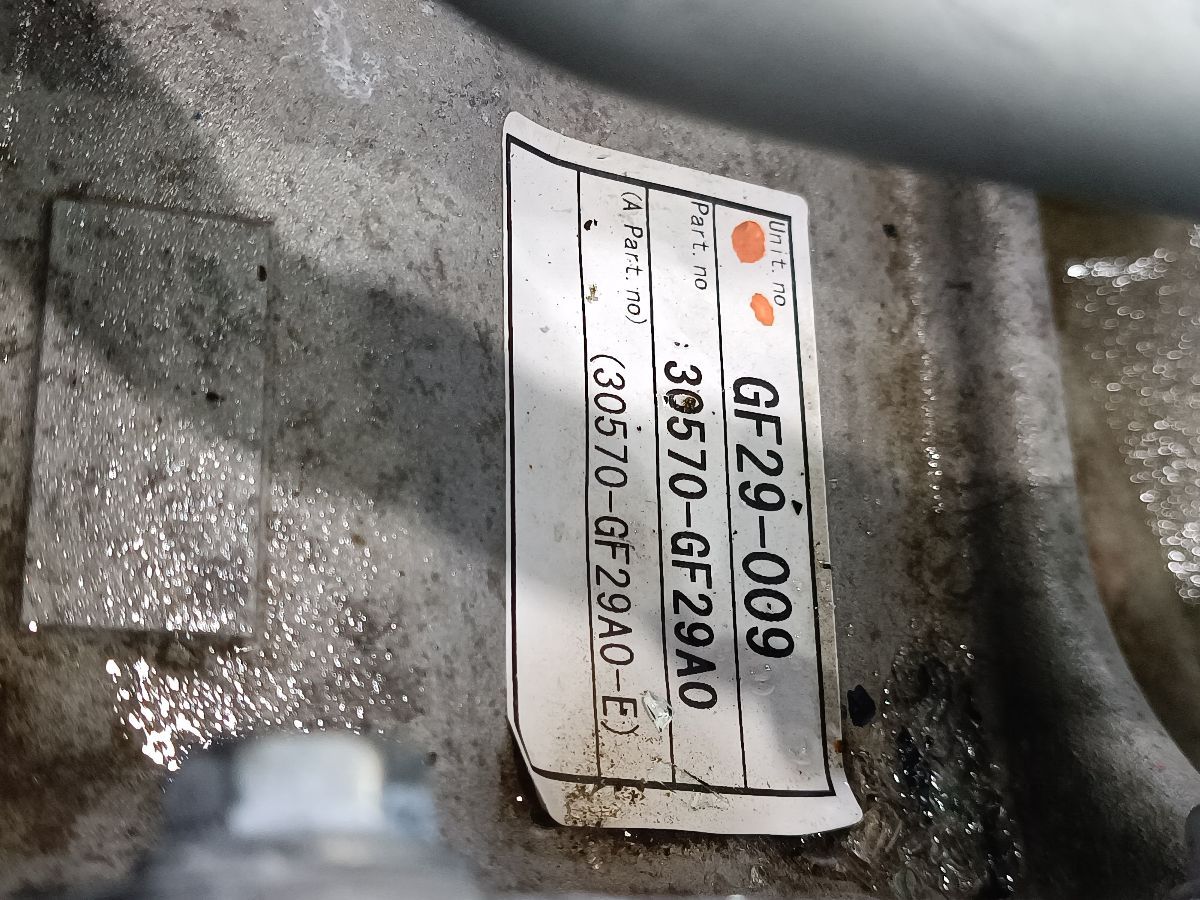 Unit. no GF29-009
Part. no :30570-GF29A0
(A Part. no) (30570-GF29A0-E)